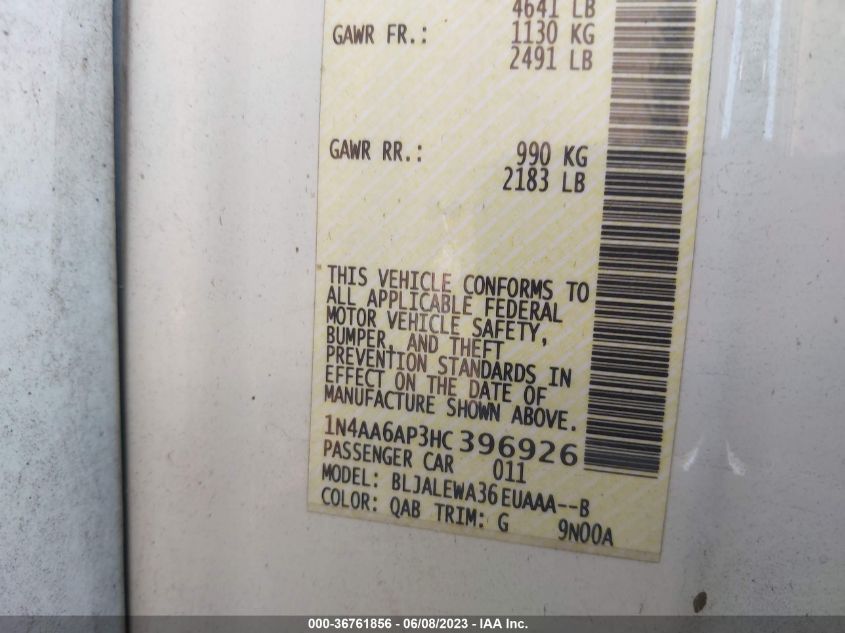 4641 LB
GAWR FR.: 1130 KG
2491 LB
GAWR RR.: 990 KG
2183 LB
THIS VEHICLE CONFORMS TO
ALL APPLICABLE FEDERAL
MOTOR VEHICLE SAFETY,
BUMPER, AND THEFT
PREVENTION STANDARDS IN
EFFECT ON THE DATE OF
MANUFACTURE SHOWN ABOVE.
1N4AA6AP3HC396926
PASSENGER CAR 011
MODEL: BLJALEWA36EUAAA--B
COLOR: QAB TRIM: G 9N00A
000-36761856 - 06/08/2023 - IAA Inc.